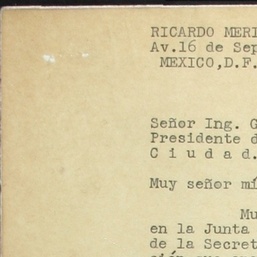 RICARDO MERI
Av.16 de Sep
MEXICO,D.F.
Señor Ing. G
Presidente d
C i u d a d.
Muy señor mí
Mu
en la Junta
de la Secret